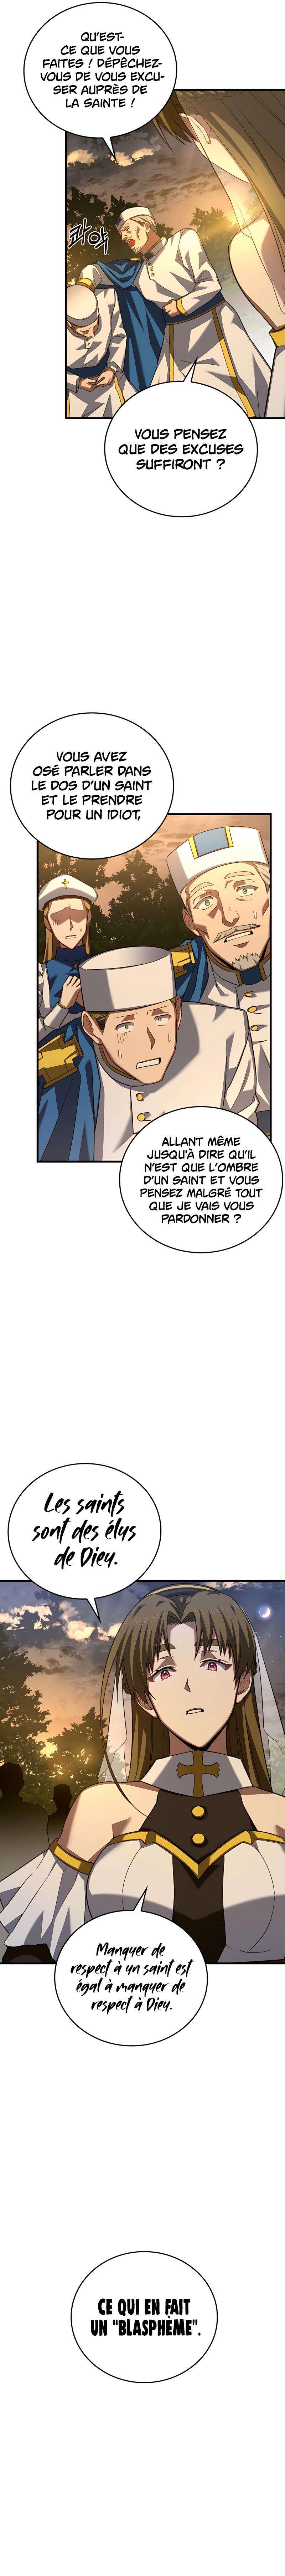 QU'EST-
CE QUE VOUS
FAITES ! DÉPÊCHEZ-
VOUS DE VOUS EXCU-
SER AUPRÈS DE
LA SAINTE !
콰악
VOUS PENSEZ
QUE DES EXCUSES
SUFFIRONT ?
VOUS AVEZ
OSÉ PARLER DANS
LE DOS D'UN SAINT
ET LE PRENDRE
POUR UN IDIOT,
ALLANT MÊME
JUSQU'À DIRE QU'IL
N'EST QUE L'OMBRE
D'UN SAINT ET VOUS
PENSEZ MALGRÉ TOUT
QUE JE VAIS VOUS
PARDONNER ?
Les saints
sont des élus
de Dieu.
Manquer de
respect à un saint est
égal à manquer de
respect à Dieu.
CE QUI EN FAIT
UN "BLASPHÈME".